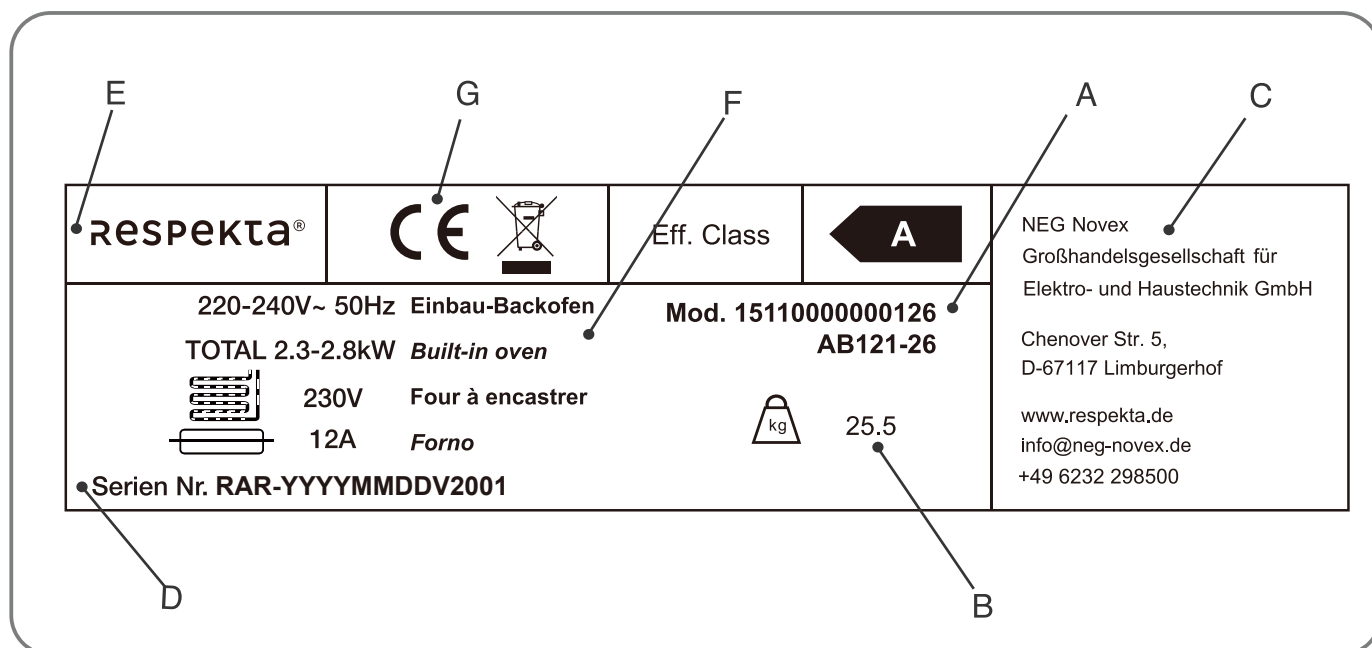 E
G
F
A
C
Respekta®
CE
Eff. Class
A
220-240V~ 50Hz Einbau-Backofen
TOTAL 2.3-2.8kW Built-in oven
230V Four à encastrer
12A Forno
Serien Nr. RAR-YYYYMMDDV2001
Mod. 15110000000126
AB121-26
kg 25.5
NEG Novex
Großhandelsgesellschaft für
Elektro- und Haustechnik GmbH
Chenover Str. 5,
D-67117 Limburgerhof
www.respekta.de
info@neg-novex.de
+49 6232 298500
D
B